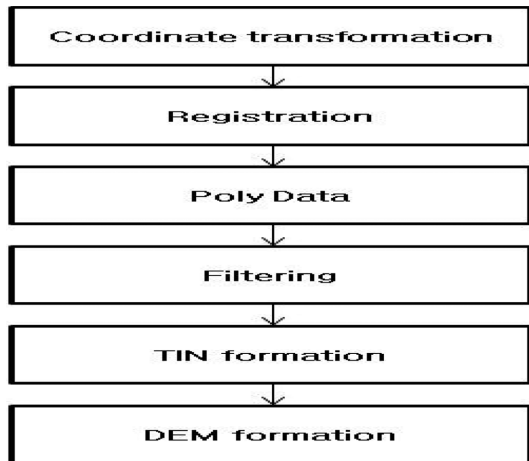 Coordinate transformation
Registration
Poly Data
Filtering
TIN formation
DEM formation